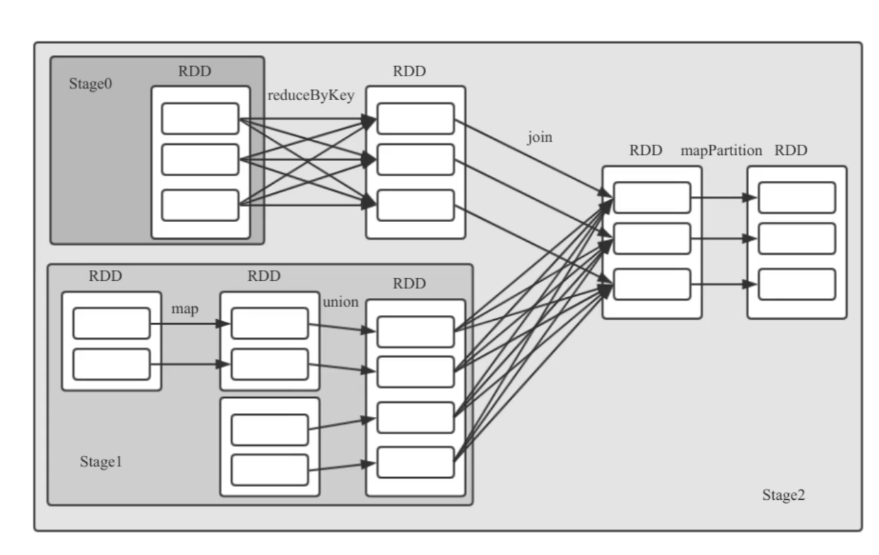 Stage0
RDD
reduceByKey
RDD
join
RDD
mapPartition
RDD
RDD
map
RDD
union
RDD
Stage1
Stage2